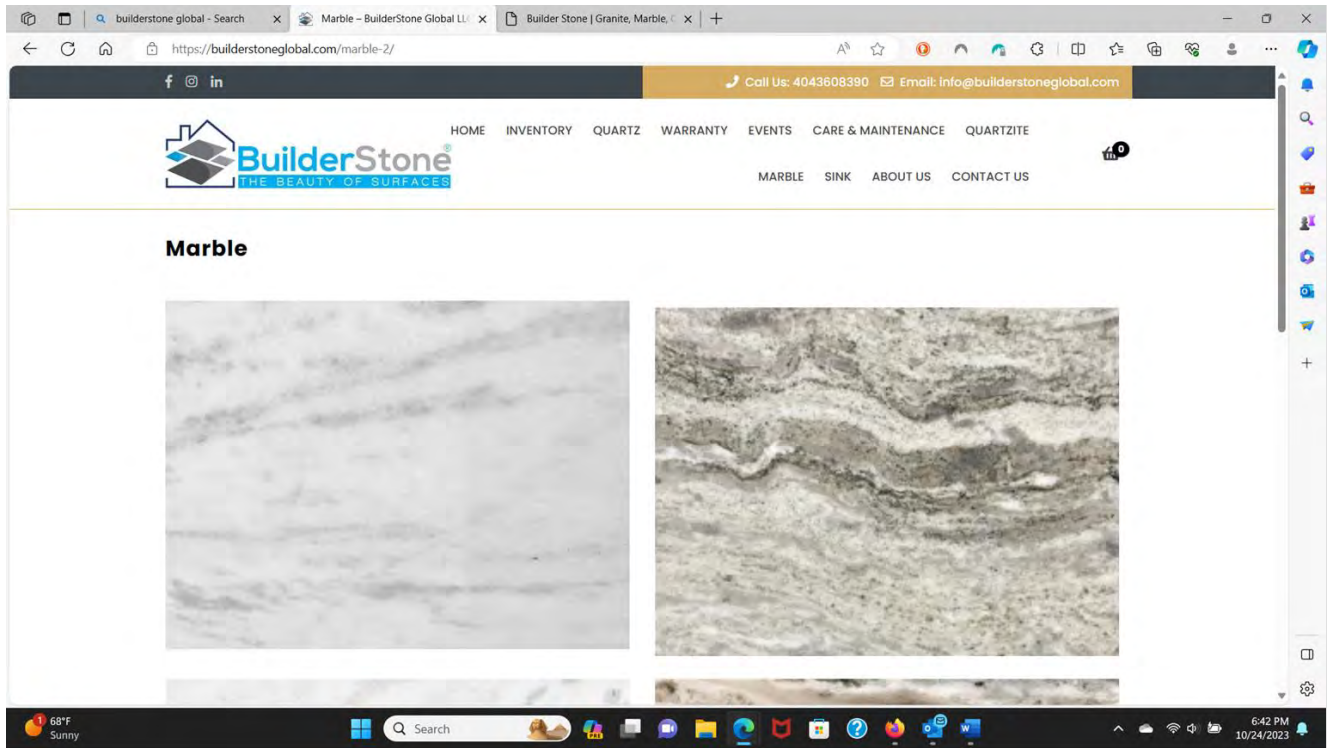 builderstone global - Search
Marble – BuilderStone Global LL
Builder Stone | Granite, Marble,
https://builderstoneglobal.com/marble-2/
Call Us: 4043608390 Email: info@builderstoneglobal.com
HOME INVENTORY QUARTZ WARRANTY EVENTS CARE & MAINTENANCE QUARTZITE
0
BuilderStone®
THE BEAUTY OF SURFACES
MARBLE SINK ABOUT US CONTACT US
Marble
1
68°F
Sunny
Search
PRE
6:42 PM
10/24/2023